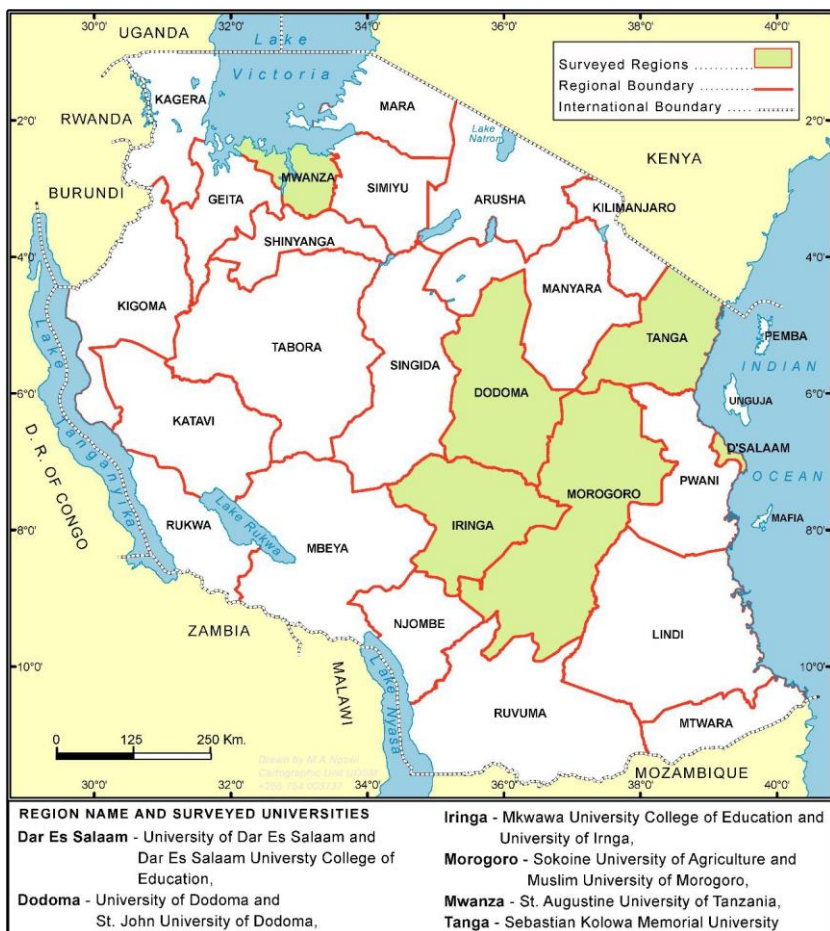 30°0'
32°0'
34°0'
36°0'
38°0'
40°0'
UGANDA
Lake
Victoria
Surveyed Regions
Regional Boundary
International Boundary
KAGERA
MARA
RWANDA
2°0'
2°0'
Lake
Natron
KENYA
BURUNDI
MWANZA
GEITA
SIMIYU
ARUSHA
KILIMANJARO
SHINYANGA
4°0'
4°0'
KIGOMA
MANYARA
TABORA
TANGA
PEMBA
SINGIDA
INDIAN
DODOMA
6°0'
6°0'
UNGUJA
KATAVI
Lake Tanganyika
D. R. OF CONGO
D'SALAAM
OCEAN
PWANI
MOROGORO
RUKWA
Lake Rukwa
IRINGA
MAFIA
8°0'
8°0'
MBEYA
ZAMBIA
NJOMBE
LINDI
10°0'
10°0'
MALAWI
Lake Nyasa
RUVUMA
MTWARA
0 125 250 Km.
Drawn by M.A. Ngowi
Cartographic Unit UDSM
MOZAMBIQUE
30°0'
32°0'
34°0'
36°0'
38°0'
40°0'
REGION NAME AND SURVEYED UNIVERSITIES
Dar Es Salaam - University of Dar Es Salaam and
Dar Es Salaam Universty College of
Education,
Dodoma - University of Dodoma and
St. John University of Dodoma,
Iringa - Mkwawa University College of Education and
University of Irnga,
Morogoro - Sokoine University of Agriculture and
Muslim University of Morogoro,
Mwanza - St. Augustine University of Tanzania,
Tanga - Sebastian Kolowa Memorial University